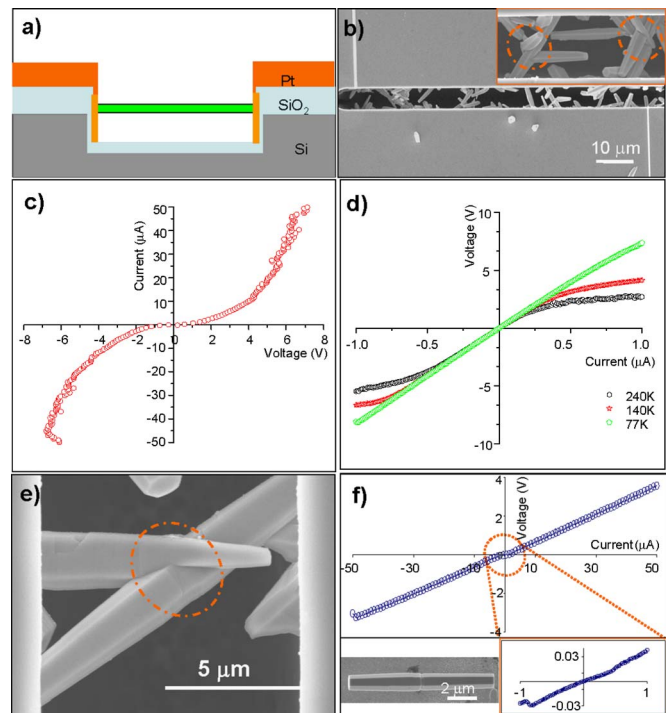 a)
Pt
SiO2
Si
b)
10 μm
c)
Current (μA)
50
40
30
20
10
0
-10
-20
-30
-40
-50
-8 -6 -4 -2 0 2 4 6 8
Voltage (V)
d)
Voltage (V)
10
5
-5
-10
-1.0 -0.5 0.5 1.0
Current (μA)
240K
140K
77K
e)
5 μm
f)
Voltage (V)
4
2
-2
-4
Current (μA)
-50 -30 -10 10 30 50
2 μm
0.03
-1 1
-0.03